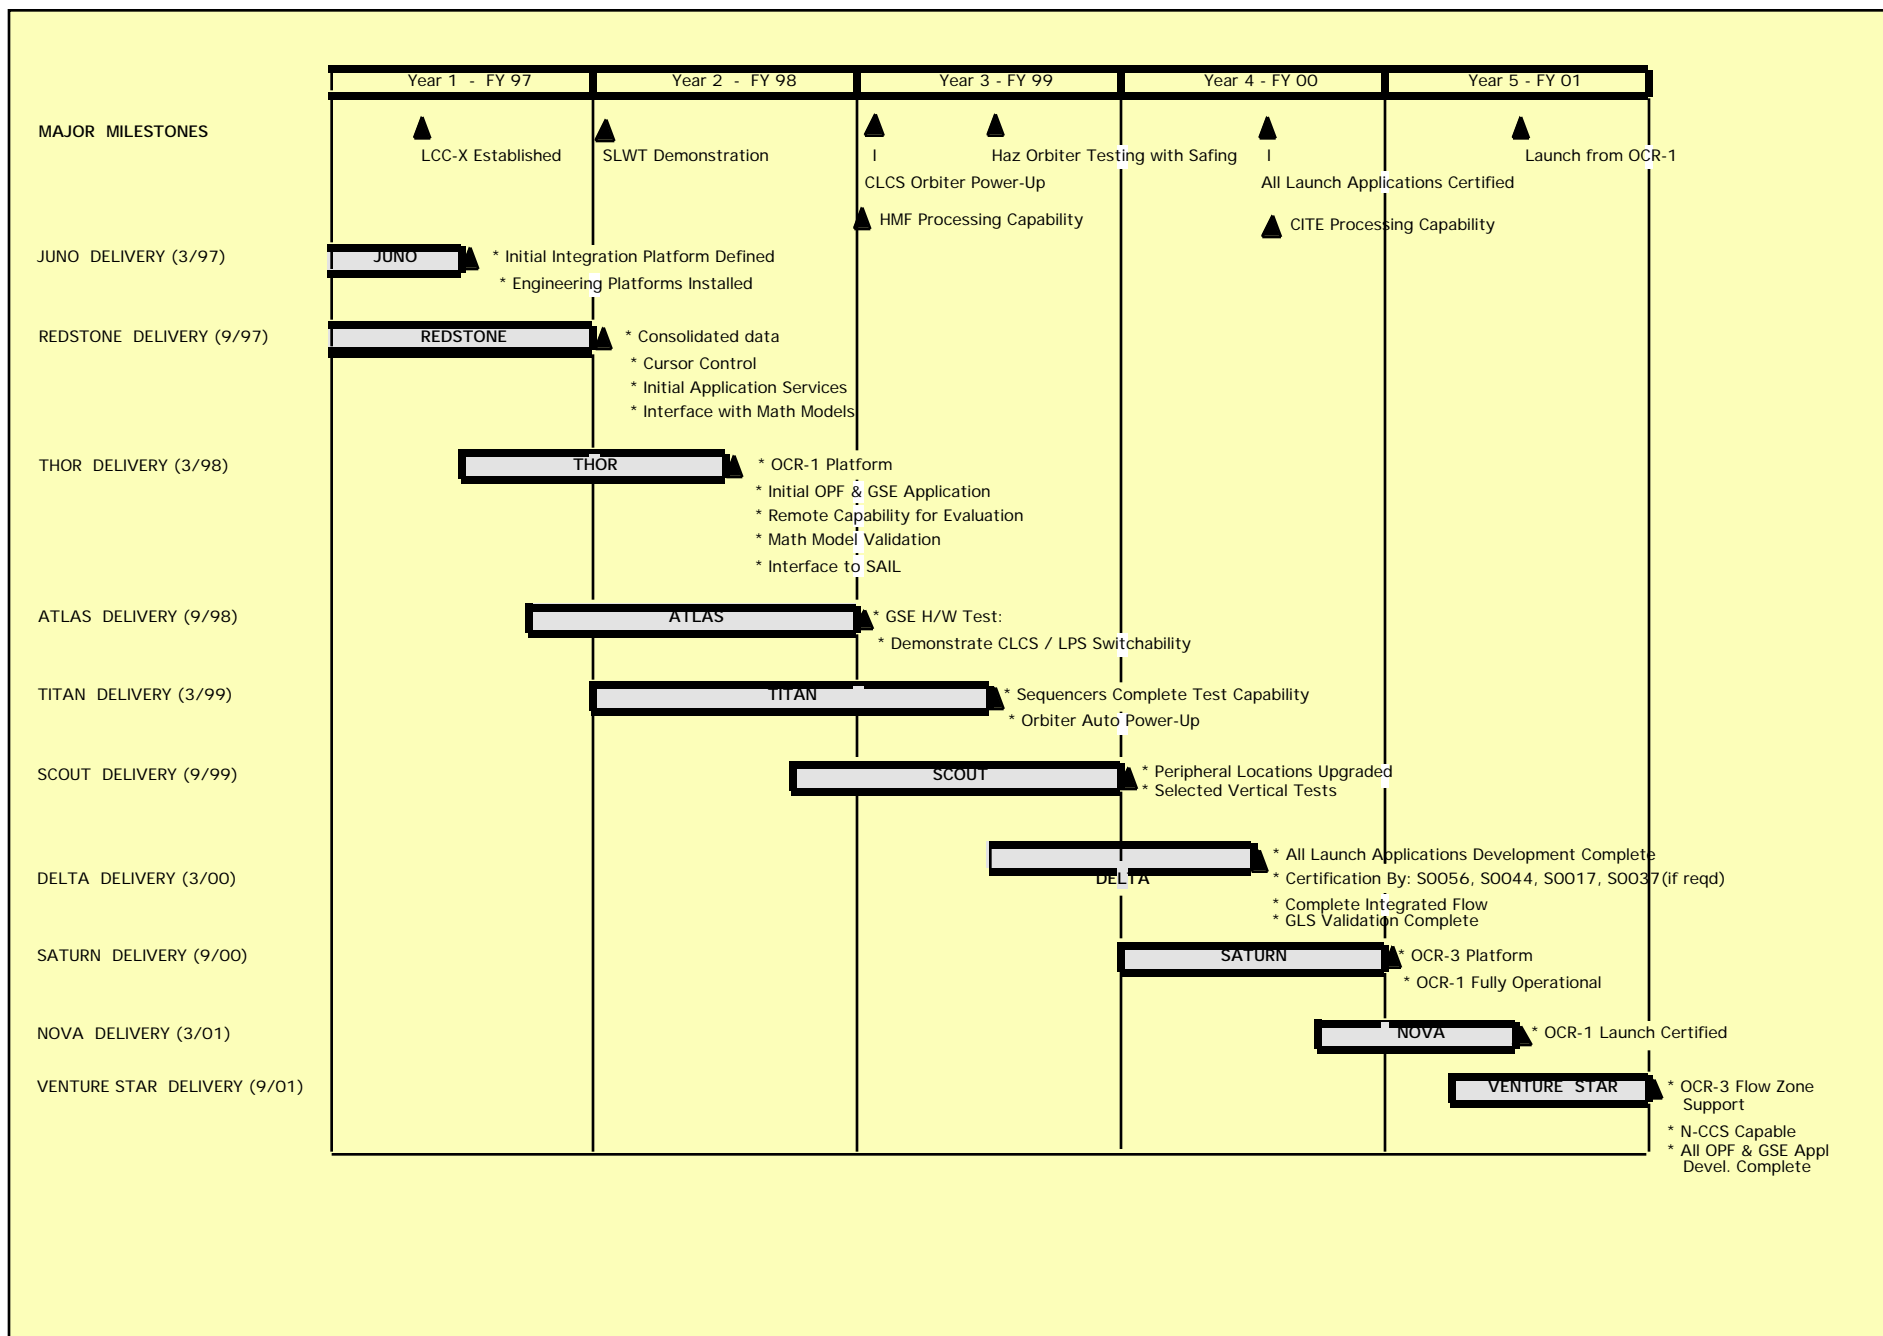 Year 1 - FY 97
Year 2 - FY 98
Year 3 - FY 99
Year 4 - FY 00
Year 5 - FY 01
MAJOR MILESTONES
LCC-X Established
SLWT Demonstration
I
Haz Orbiter Testing with Safing
I
Launch from OCR-1
CLCS Orbiter Power-Up
All Launch Applications Certified
HMF Processing Capability
CITE Processing Capability
JUNO DELIVERY (3/97)
JUNO
* Initial Integration Platform Defined
* Engineering Platforms Installed
REDSTONE DELIVERY (9/97)
REDSTONE
* Consolidated data
* Cursor Control
* Initial Application Services
* Interface with Math Models
THOR DELIVERY (3/98)
THOR
* OCR-1 Platform
* Initial OPF & GSE Application
* Remote Capability for Evaluation
* Math Model Validation
* Interface to SAIL
ATLAS DELIVERY (9/98)
ATLAS
* GSE H/W Test:
* Demonstrate CLCS / LPS Switchability
TITAN DELIVERY (3/99)
TITAN
* Sequencers Complete Test Capability
* Orbiter Auto Power-Up
SCOUT DELIVERY (9/99)
SCOUT
* Peripheral Locations Upgraded
* Selected Vertical Tests
DELTA DELIVERY (3/00)
DELTA
* All Launch Applications Development Complete
* Certification By: S0056, S0044, S0017, S0037(if reqd)
* Complete Integrated Flow
* GLS Validation Complete
SATURN DELIVERY (9/00)
SATURN
* OCR-3 Platform
* OCR-1 Fully Operational
NOVA DELIVERY (3/01)
NOVA
* OCR-1 Launch Certified
VENTURE STAR DELIVERY (9/01)
VENTURE STAR
* OCR-3 Flow Zone
Support
* N-CCS Capable
* All OPF & GSE Appl
Devel. Complete